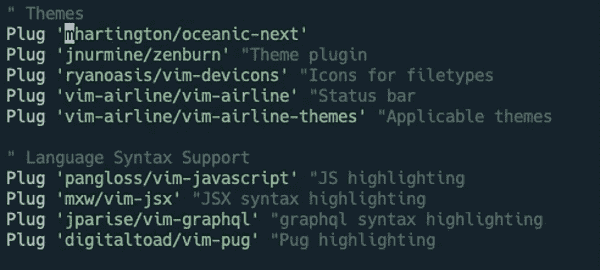 " Themes
Plug 'mhartington/oceanic-next'
Plug 'jnurmine/zenburn' "Theme plugin
Plug 'ryanoasis/vim-devicons' "Icons for filetypes
Plug 'vim-airline/vim-airline' "Status bar
Plug 'vim-airline/vim-airline-themes' "Applicable themes
" Language Syntax Support
Plug 'pangloss/vim-javascript' "JS highlighting
Plug 'mxw/vim-jsx' "JSX syntax highlighting
Plug 'jparise/vim-graphql' "graphql syntax highlighting
Plug 'digitaltoad/vim-pug' "Pug highlighting